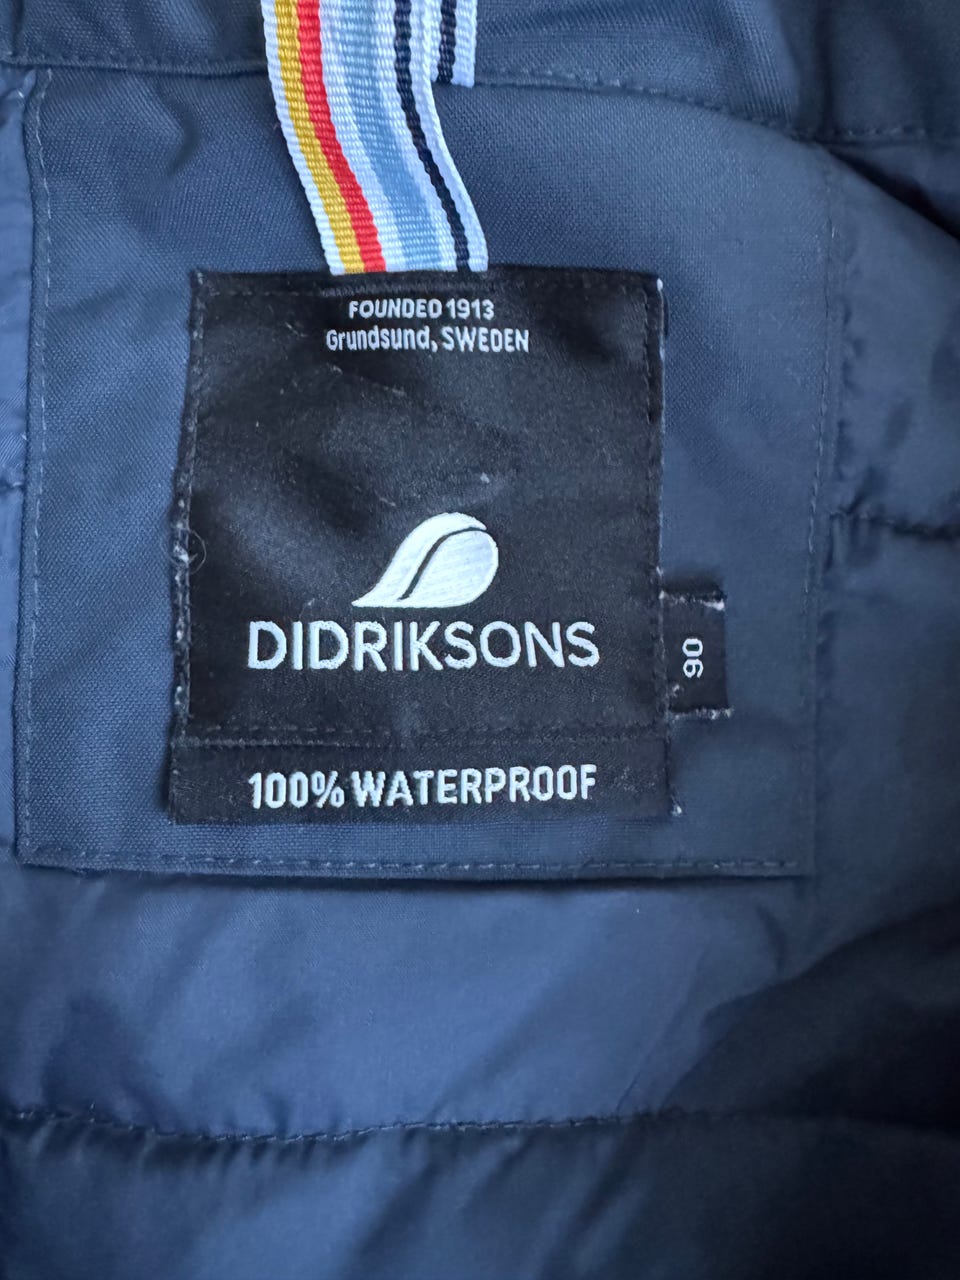 FOUNDED 1913
Grundsund, SWEDEN
DIDRIKSONS
90
100% WATERPROOF